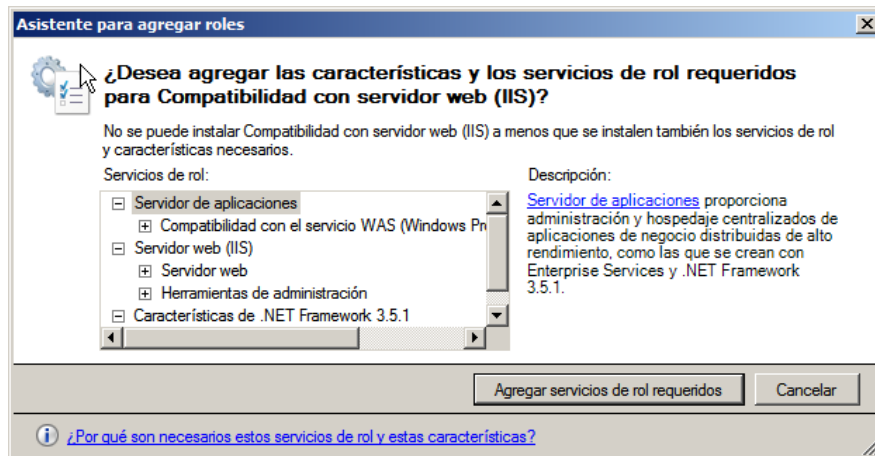 Asistente para agregar roles
¿Desea agregar las características y los servicios de rol requeridos
para Compatibilidad con servidor web (IIS)?
No se puede instalar Compatibilidad con servidor web (IIS) a menos que se instalen también los servicios de rol
y características necesarios.
Servicios de rol:
Servidor de aplicaciones
Compatibilidad con el servicio WAS (Windows Pr
Servidor web (IIS)
Servidor web
Herramientas de administración
Características de .NET Framework 3.5.1
Descripción:
Servidor de aplicaciones proporciona
administración y hospedaje centralizados de
aplicaciones de negocio distribuidas de alto
rendimiento, como las que se crean con
Enterprise Services y .NET Framework
3.5.1.
Agregar servicios de rol requeridos
Cancelar
¿Por qué son necesarios estos servicios de rol y estas características?